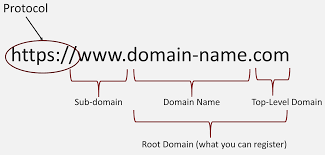 Protocol
https://www.domain-name.com
Sub-domain Domain Name Top-Level Domain
Root Domain (what you can register)